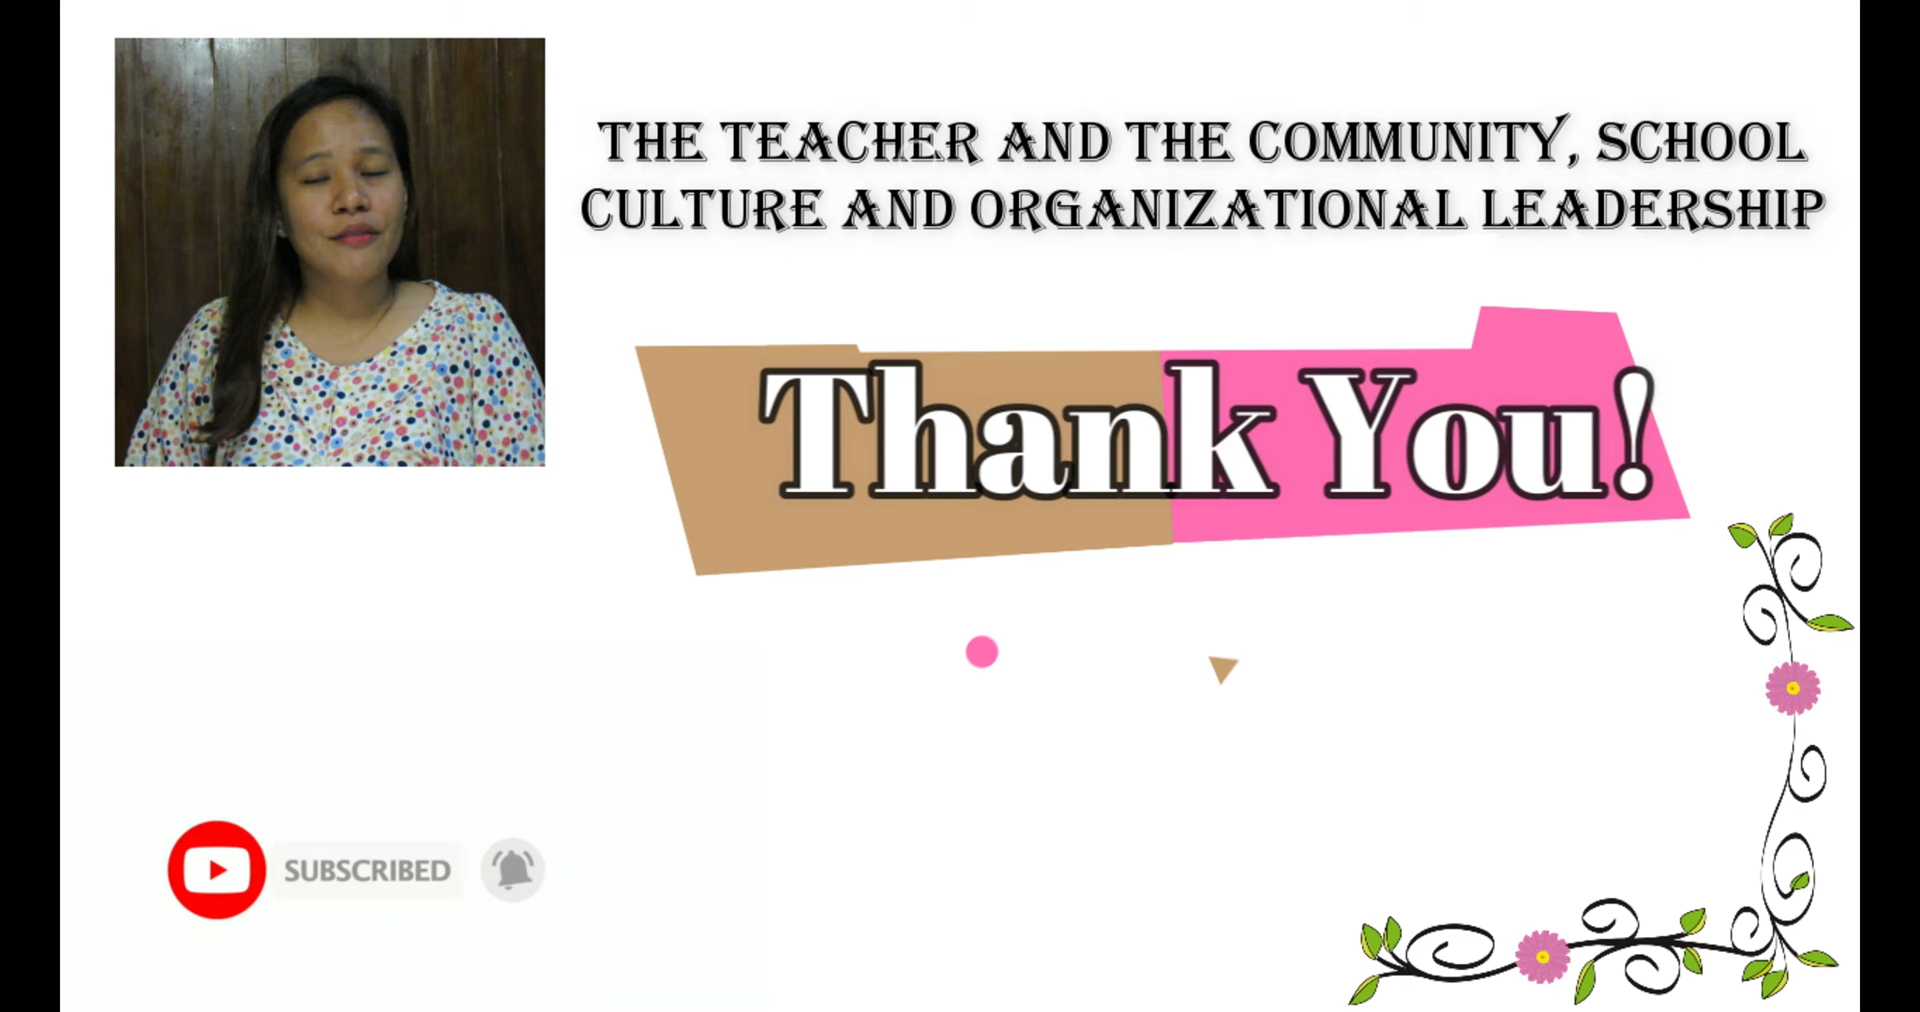 THE TEACHER AND THE COMMUNITY, SCHOOL
CULTURE AND ORGANIZATIONAL LEADERSHIP
Thank You!
SUBSCRIBED